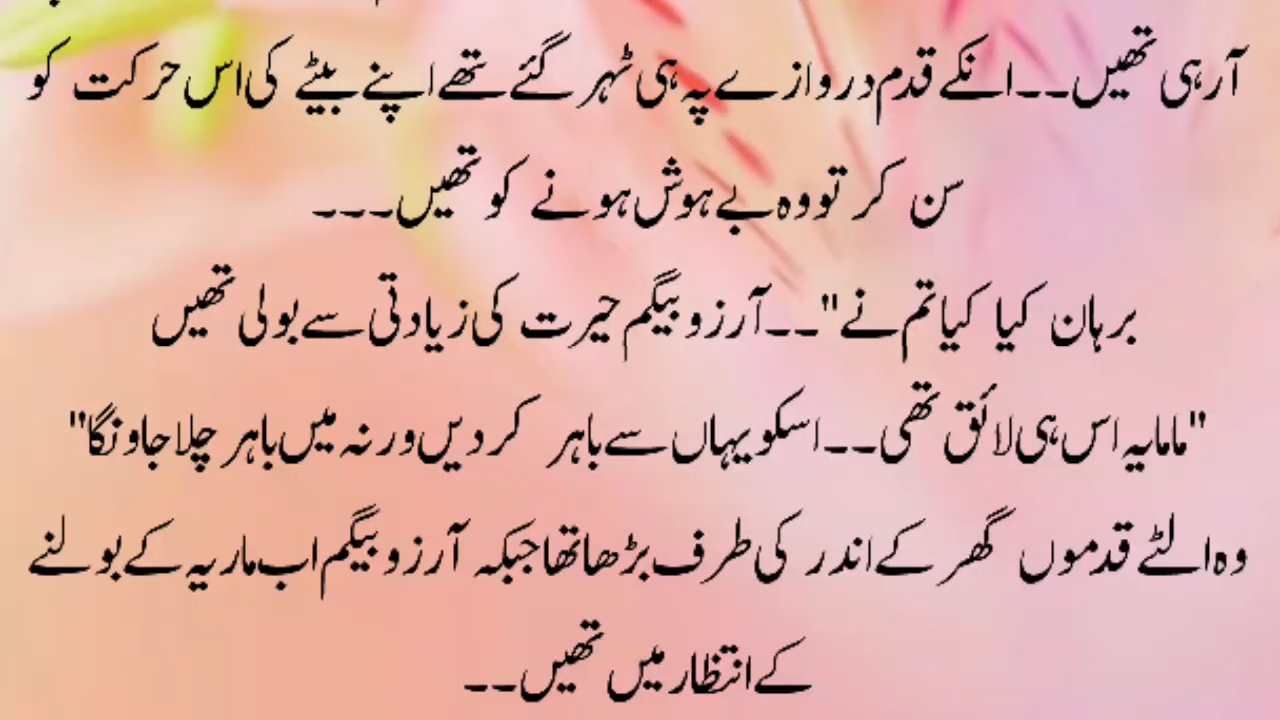 آرہی تھیں۔۔انکے قدم دروازے پہ ہی ٹہر گئے تھے اپنے بیٹے کی اس حرکت کو
سن کر تو وہ بے ہوش ہونے کو تھیں۔۔۔
برہان کیا کیا تم نے"۔۔آرزو بیگم حیرت کی زیادتی سے بولی تھیں
"ماما یہ اس ہی لائق تھی۔۔اسکو یہاں سے باہر کر دیں ورنہ میں باہر چلا جاونگا"
وہ الٹے قدموں گھر کے اندر کی طرف بڑھا تھا جبکہ آرزو بیگم اب ماریہ کے بولنے
کے انتظار میں تھیں۔۔